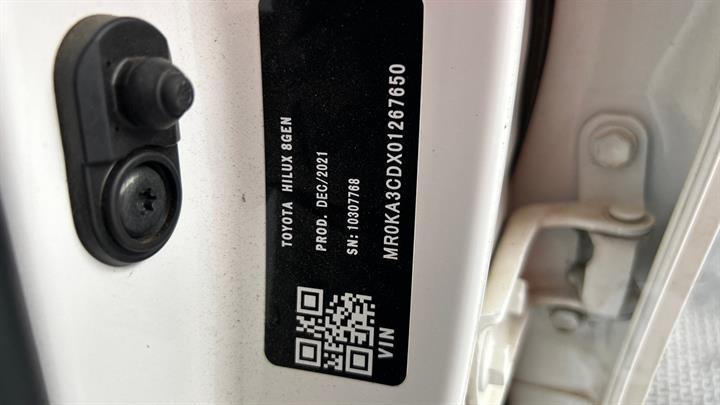 TOYOTA HILUX 8GEN
PROD. DEC/2021
SN:10307768
VIN MR0KA3CDX01267650